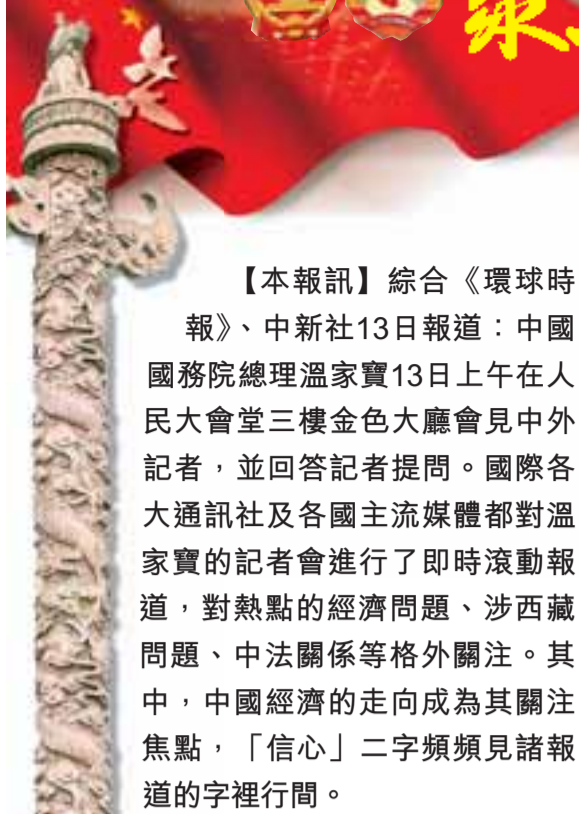 【本報訊】綜合《環球時
報》、中新社13日報道：中國
國務院總理溫家寶13日上午在人
民大會堂三樓金色大廳會見中外
記者，並回答記者提問。國際各
大通訊社及各國主流媒體都對溫
家寶的記者會進行了即時滾動報
道，對熱點的經濟問題、涉西藏
問題、中法關係等格外關注。其
中，中國經濟的走向成為其關注
焦點，「信心」二字頻頻見諸報
道的字裡行間。